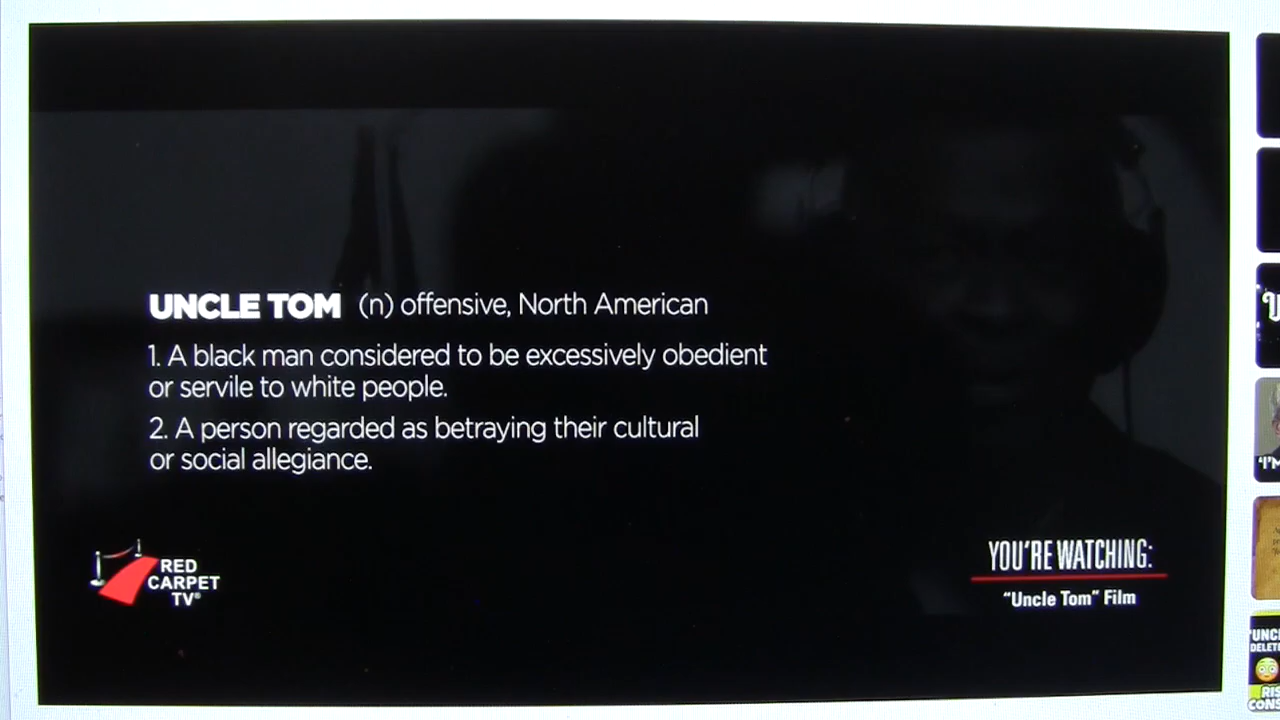 UNCLE TOM (n) offensive, North American
1. A black man considered to be excessively obedient
or servile to white people.
2. A person regarded as betraying their cultural
or social allegiance.
RED
CARPET
TV®
YOU'RE WATCHING:
"Uncle Tom" Film